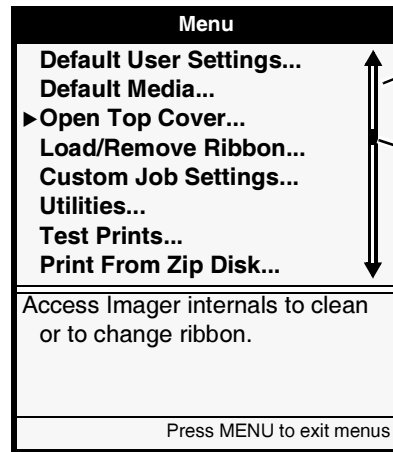 Menu
Default User Settings...
Default Media...
Open Top Cover...
Load/Remove Ribbon...
Custom Job Settings...
Utilities...
Test Prints...
Print From Zip Disk...
Access Imager internals to clean
or to change ribbon.
Press MENU to exit menus